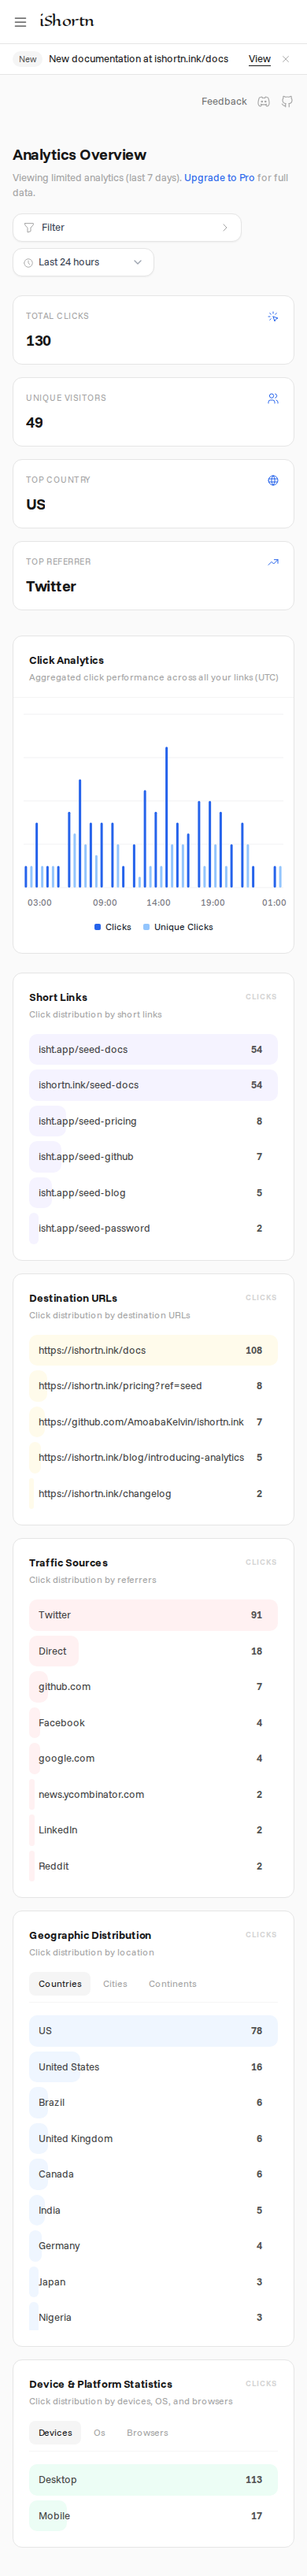 iShortn
New New documentation at ishortn.ink/docs View
Feedback
Analytics Overview
Viewing limited analytics (last 7 days). Upgrade to Pro for full
data.
Filter
Last 24 hours
TOTAL CLICKS
130
UNIQUE VISITORS
49
TOP COUNTRY
US
TOP REFERRER
Twitter
Click Analytics
Aggregated click performance across all your links (UTC)
03:00 09:00 14:00 19:00 01:00
Clicks Unique Clicks
Short Links CLICKS
Click distribution by short links
isht.app/seed-docs 54
ishortn.ink/seed-docs 54
isht.app/seed-pricing 8
isht.app/seed-github 7
isht.app/seed-blog 5
isht.app/seed-password 2
Destination URLs CLICKS
Click distribution by destination URLs
https://ishortn.ink/docs 108
https://ishortn.ink/pricing?ref=seed 8
https://github.com/AmoabaKelvin/ishortn.ink 7
https://ishortn.ink/blog/introducing-analytics 5
https://ishortn.ink/changelog 2
Traffic Sources CLICKS
Click distribution by referrers
Twitter 91
Direct 18
github.com 7
Facebook 4
google.com 4
news.ycombinator.com 2
LinkedIn 2
Reddit 2
Geographic Distribution CLICKS
Click distribution by location
Countries Cities Continents
US 78
United States 16
Brazil 6
United Kingdom 6
Canada 6
India 5
Germany 4
Japan 3
Nigeria 3
Device & Platform Statistics CLICKS
Click distribution by devices, OS, and browsers
Devices Os Browsers
Desktop 113
Mobile 17